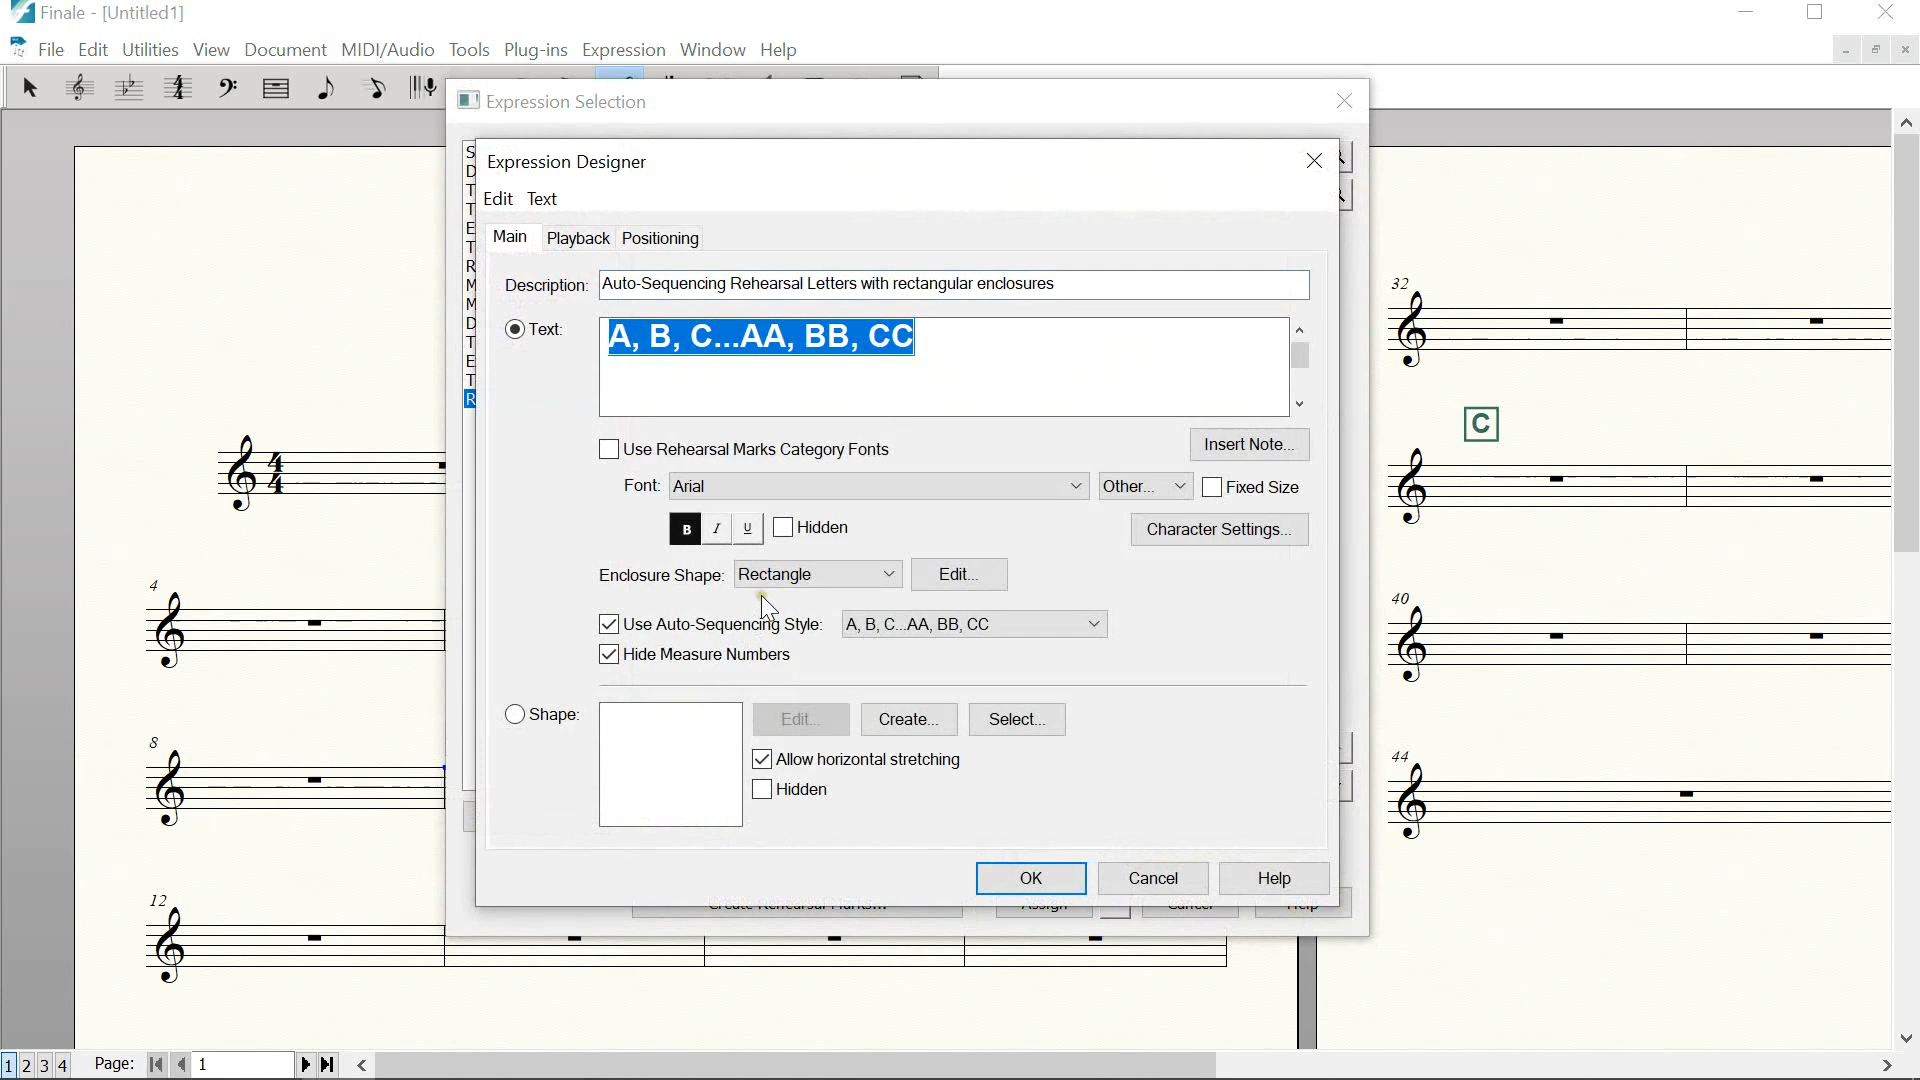 Finale - [Untitled1]
File Edit Utilities View Document MIDI/Audio Tools Plug-ins Expression Window Help
Expression Selection
Expression Designer
Edit Text
Main Playback Positioning
Description: Auto-Sequencing Rehearsal Letters with rectangular enclosures
Text: A, B, C...AA, BB, CC
Use Rehearsal Marks Category Fonts
Insert Note...
Font: Arial Other... Fixed Size
B I U Hidden Character Settings...
Enclosure Shape: Rectangle Edit...
Use Auto-Sequencing Style: A, B, C...AA, BB, CC
Hide Measure Numbers
Shape: Edit... Create... Select...
Allow horizontal stretching
Hidden
OK Cancel Help
S
D
T
T
E
T
R
M
M
D
T
E
T
R
4
8
12
32
C
40
44
1 2 3 4 Page: 1